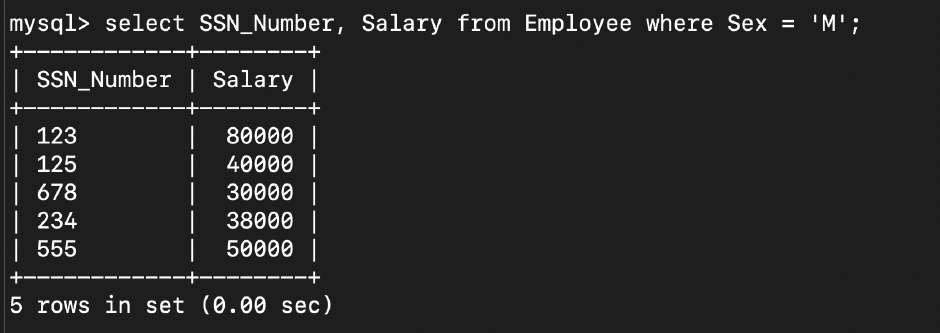 mysql> select SSN_Number, Salary from Employee where Sex = 'M';
+------------+--------+
| SSN_Number | Salary |
+------------+--------+
| 123        |  80000 |
| 125        |  40000 |
| 678        |  30000 |
| 234        |  38000 |
| 555        |  50000 |
+------------+--------+
5 rows in set (0.00 sec)